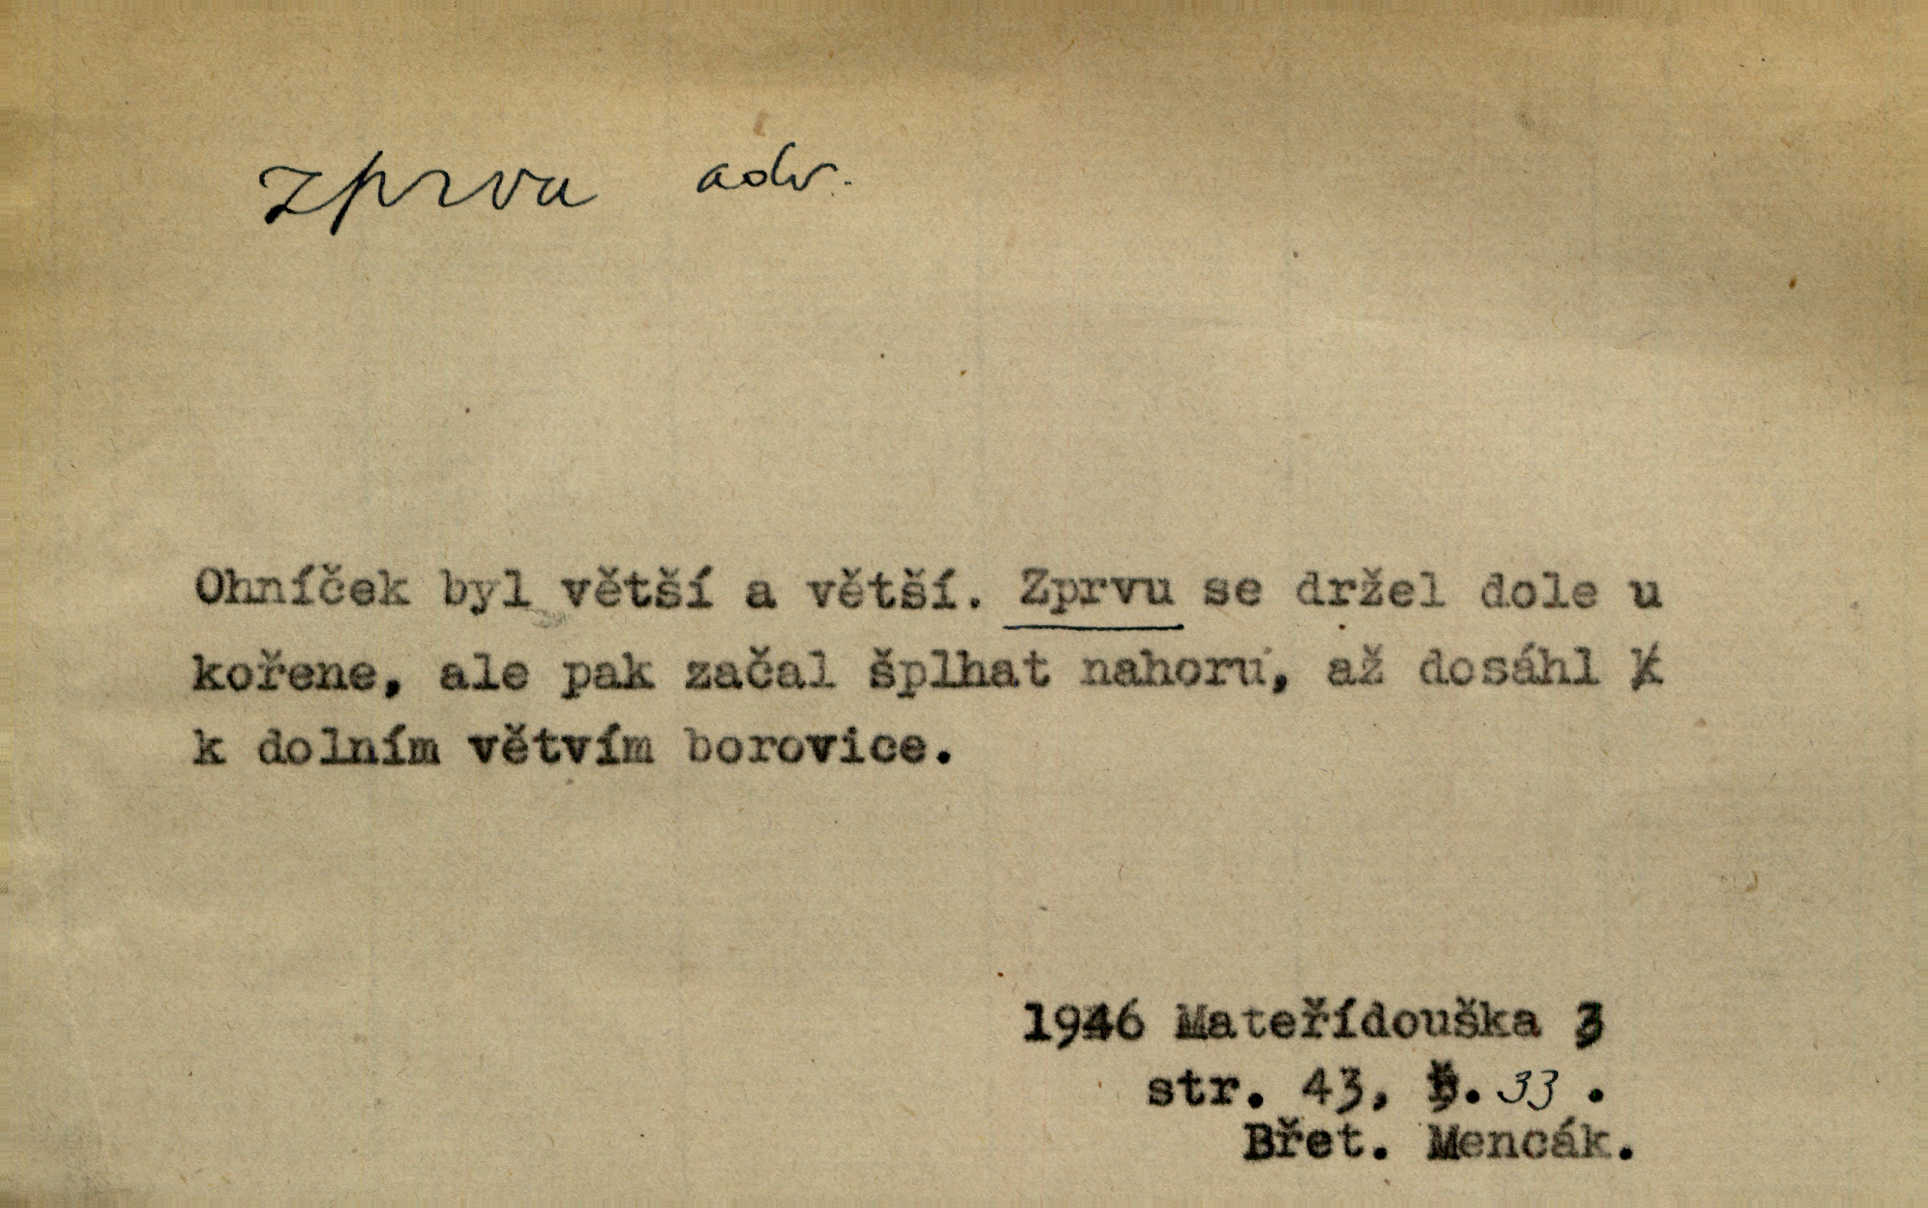 zprvu adv.
Ohníček byl větší a větší. Zprvu se držel dole u
kořene, ale pak začal šplhat nahoru, až dosáhl
k dolním větvím borovice.
1946 Mateřídouška 3
str. 43, ř. 33.
Břet. Mencák.